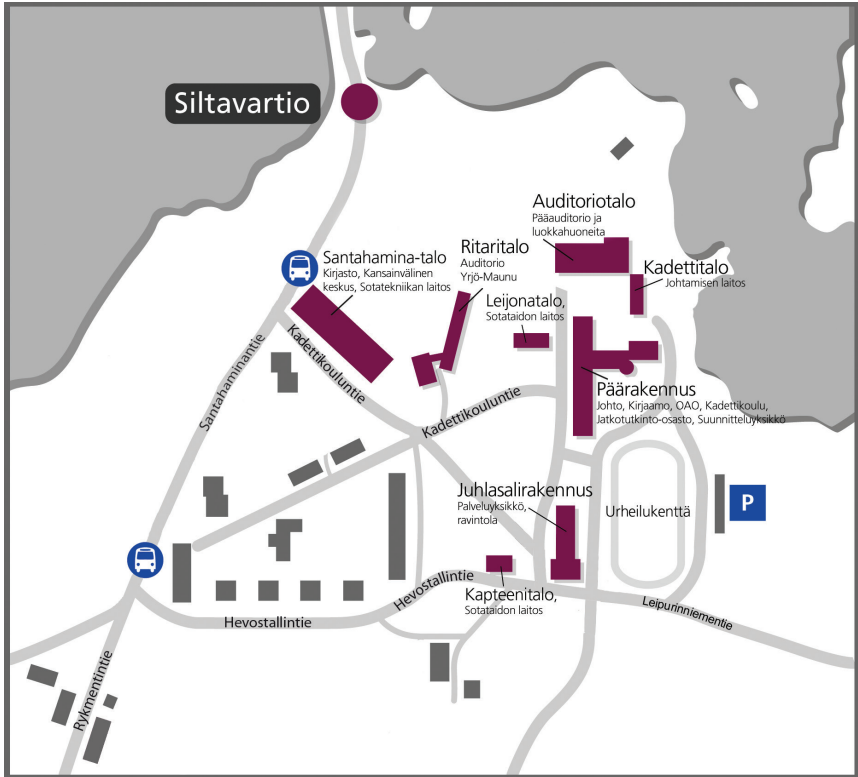 Siltavartio
Auditoriotalo
Pääauditorio ja
luokkahuoneita
Ritaritalo
Auditorio
Yrjö-Maunu
Santahamina-talo
Kirjasto, Kansainvälinen
keskus, Sotatekniikan laitos
Kadettitalo
Johtamisen laitos
Leijonatalo,
Sotataidon laitos
Santahaminantie
Kadettikouluntie
Kadettikouluntie
Päärakennus
Johto, Kirjaamo, OAO, Kadettikoulu,
Jatkotutkinto-osasto, Suunnitteluyksikkö
Juhlasalirakennus
Palveluyksikkö,
ravintola
Urheilukenttä
P
Hevostallintie
Hevostallintie
Kapteenitalo,
Sotataidon laitos
Leipurinniementie
Rykmentintie